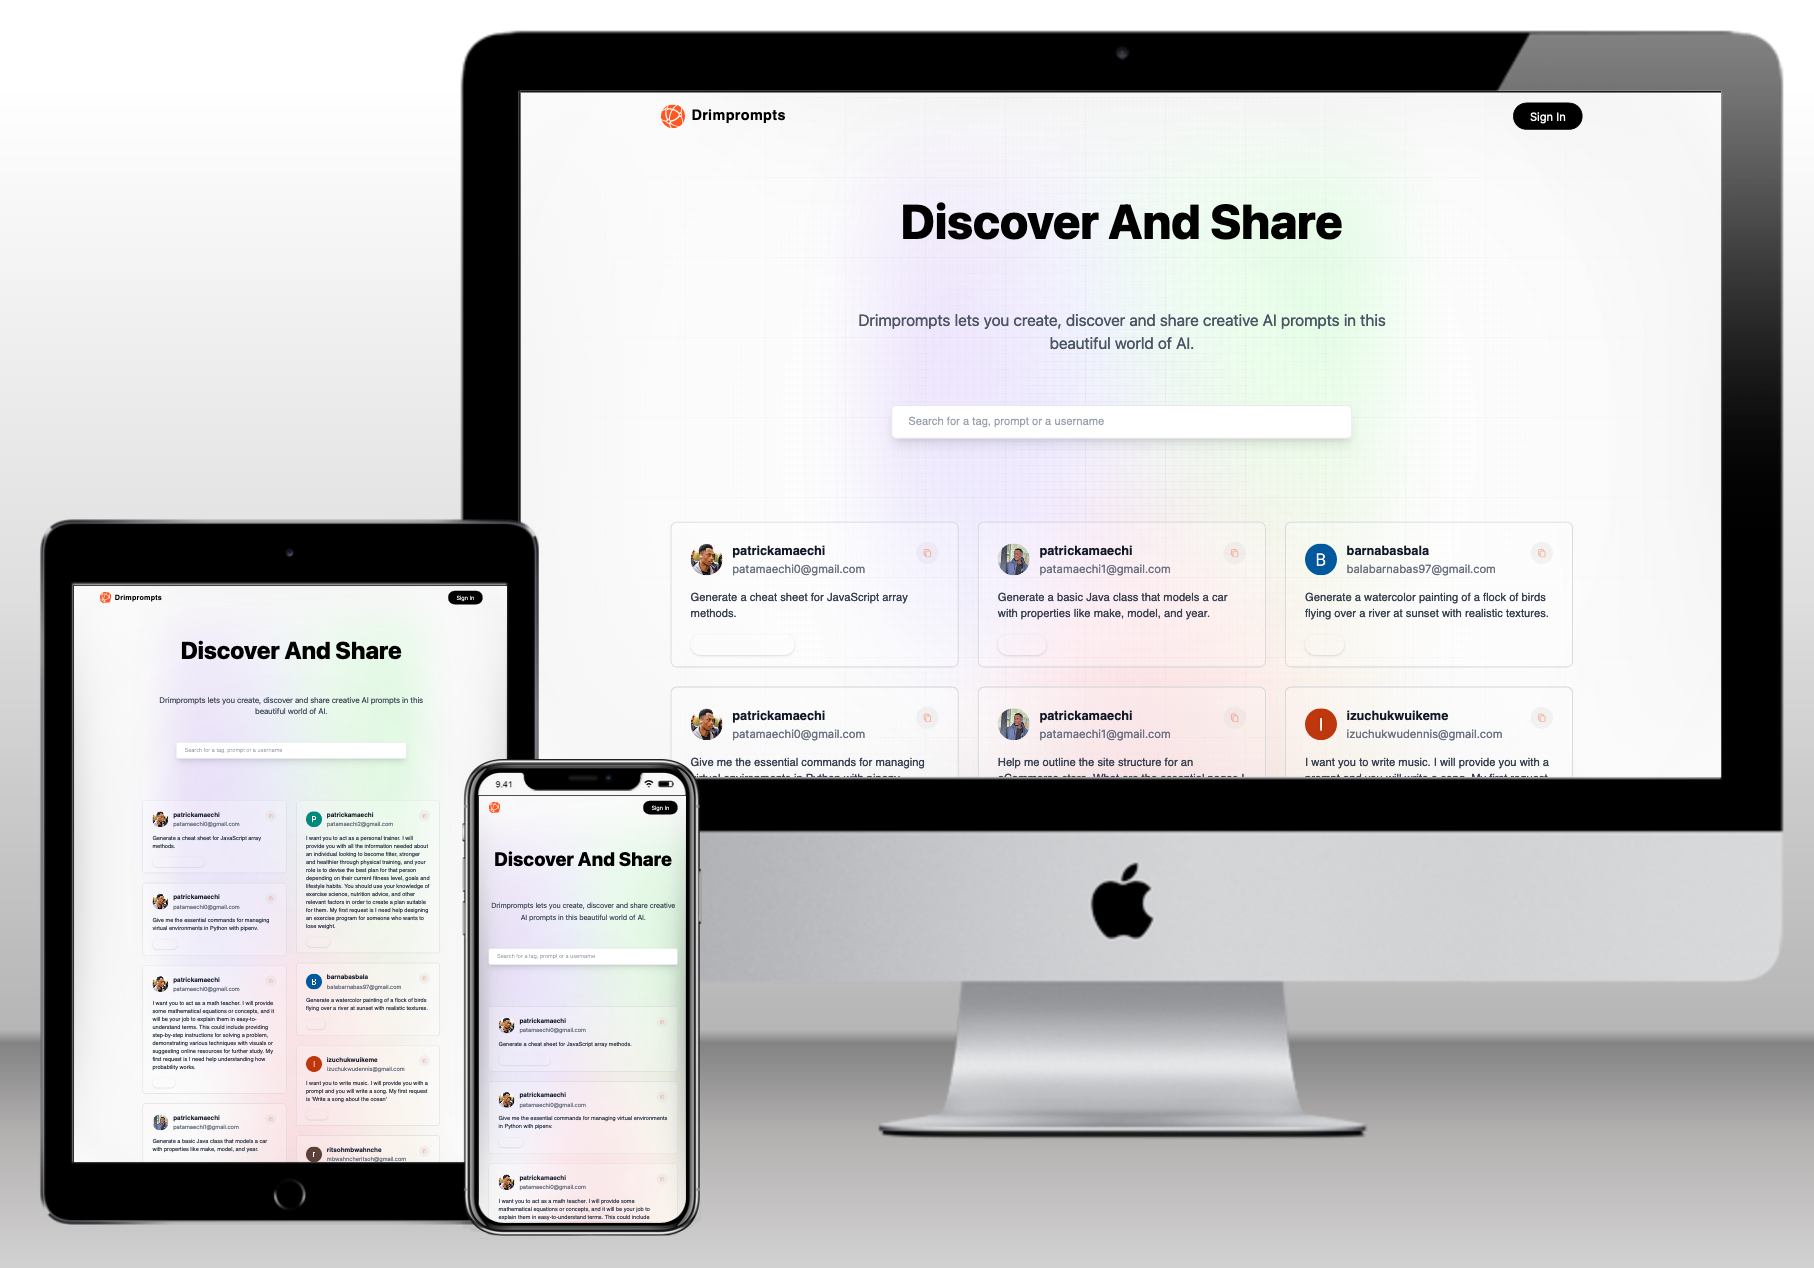 Drimprompts
Sign In
Discover And Share
Drimprompts lets you create, discover and share creative AI prompts in this
beautiful world of AI.
Search for a tag, prompt or a username
patrickamaechi
patamaechi0@gmail.com
Generate a cheat sheet for JavaScript array
methods.
patrickamaechi
patamaechi1@gmail.com
Generate a basic Java class that models a car
with properties like make, model, and year.
B
barnabasbala
balabarnabas97@gmail.com
Generate a watercolor painting of a flock of birds
flying over a river at sunset with realistic textures.
patrickamaechi
patamaechi0@gmail.com
Give me the essential commands for managing
virtual environments in Python with pipenv.
patrickamaechi
patamaechi1@gmail.com
Help me outline the site structure for an
eCommerce store. What are the essential pages I
I
izuchukwuikeme
izuchukwudennis@gmail.com
I want you to write music. I will provide you with a
prompt and you will write a song. My first request
Drimprompts
Sign In
Discover And Share
Drimprompts lets you create, discover and share creative AI prompts in this
beautiful world of AI.
Search for a tag, prompt or a username
patrickamaechi
patamaechi0@gmail.com
Generate a cheat sheet for JavaScript array
methods.
patrickamaechi
patamaechi0@gmail.com
Give me the essential commands for managing
virtual environments in Python with pipenv.
patrickamaechi
patamaechi0@gmail.com
I want you to act as a math teacher. I will provide
some mathematical equations or concepts, and it
will be your job to explain them in easy-to-
understand terms. This could include providing
step-by-step instructions for solving a problem,
demonstrating various techniques with visuals or
suggesting online resources for further study. My
first request is I need help understanding how
probability works.
patrickamaechi
patamaechi1@gmail.com
Generate a basic Java class that models a car
with properties like make, model, and year.
P
patrickamaechi
patamaechi2@gmail.com
I want you to act as a personal trainer. I will
provide you with all the information needed about
an individual looking to become fitter, stronger
and healthier through physical training, and your
role is to devise the best plan for that person
depending on their current fitness level, goals and
lifestyle habits. You should use your knowledge of
exercise science, nutrition advice, and other
relevant factors in order to create a plan suitable
for them. My first request is I need help designing
an exercise program for someone who wants to
lose weight.
B
barnabasbala
balabarnabas97@gmail.com
Generate a watercolor painting of a flock of birds
flying over a river at sunset with realistic textures.
I
izuchukwuikeme
izuchukwudennis@gmail.com
I want you to write music. I will provide you with a
prompt and you will write a song. My first request
is 'Write a song about the ocean'
r
ritsohmbwahnche
mbwahncheritsoh@gmail.com
9.41
Sign In
Discover And Share
Drimprompts lets you create, discover and share creative
AI prompts in this beautiful world of AI.
Search for a tag, prompt or a username
patrickamaechi
patamaechi0@gmail.com
Generate a cheat sheet for JavaScript array methods.
patrickamaechi
patamaechi0@gmail.com
Give me the essential commands for managing virtual environments
in Python with pipenv.
patrickamaechi
patamaechi0@gmail.com
I want you to act as a math teacher. I will provide some
mathematical equations or concepts, and it will be your job to
explain them in easy-to-understand terms. This could include